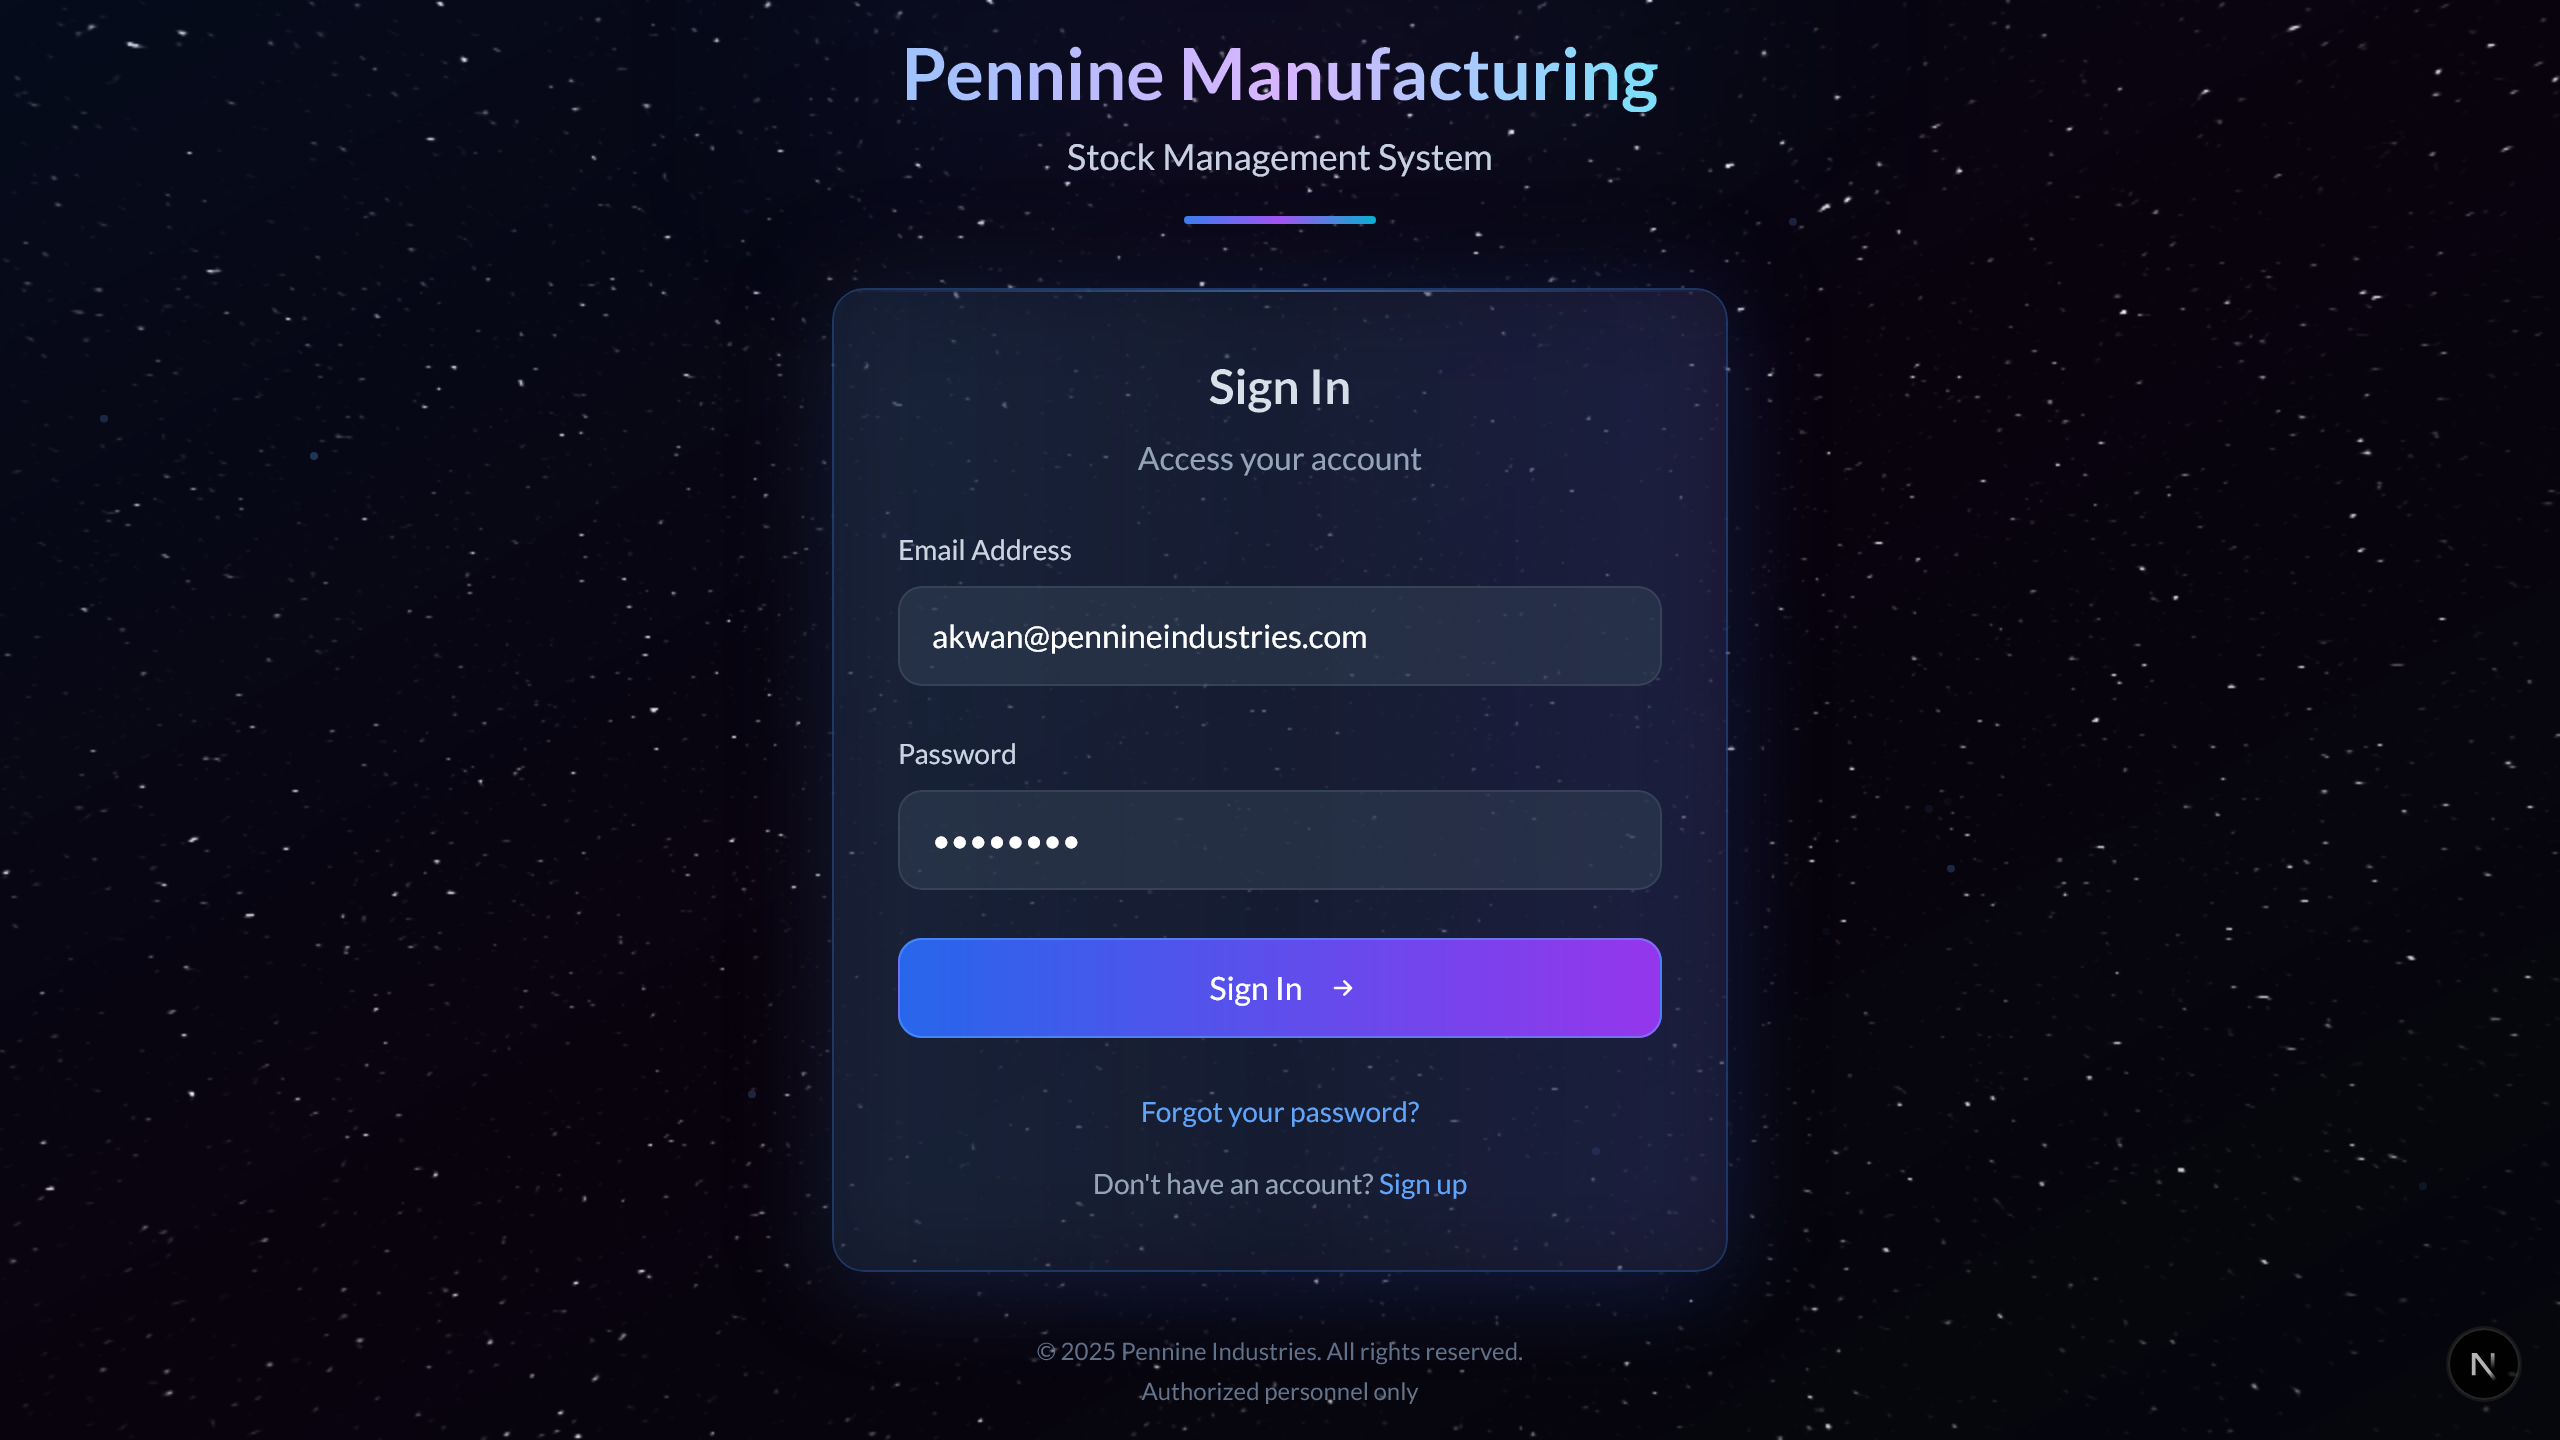 Pennine Manufacturing
Stock Management System
Sign In
Access your account
Email Address
akwan@pennineindustries.com
Password
••••••••
Sign In →
Forgot your password?
Don't have an account? Sign up
© 2025 Pennine Industries. All rights reserved.
Authorized personnel only
N